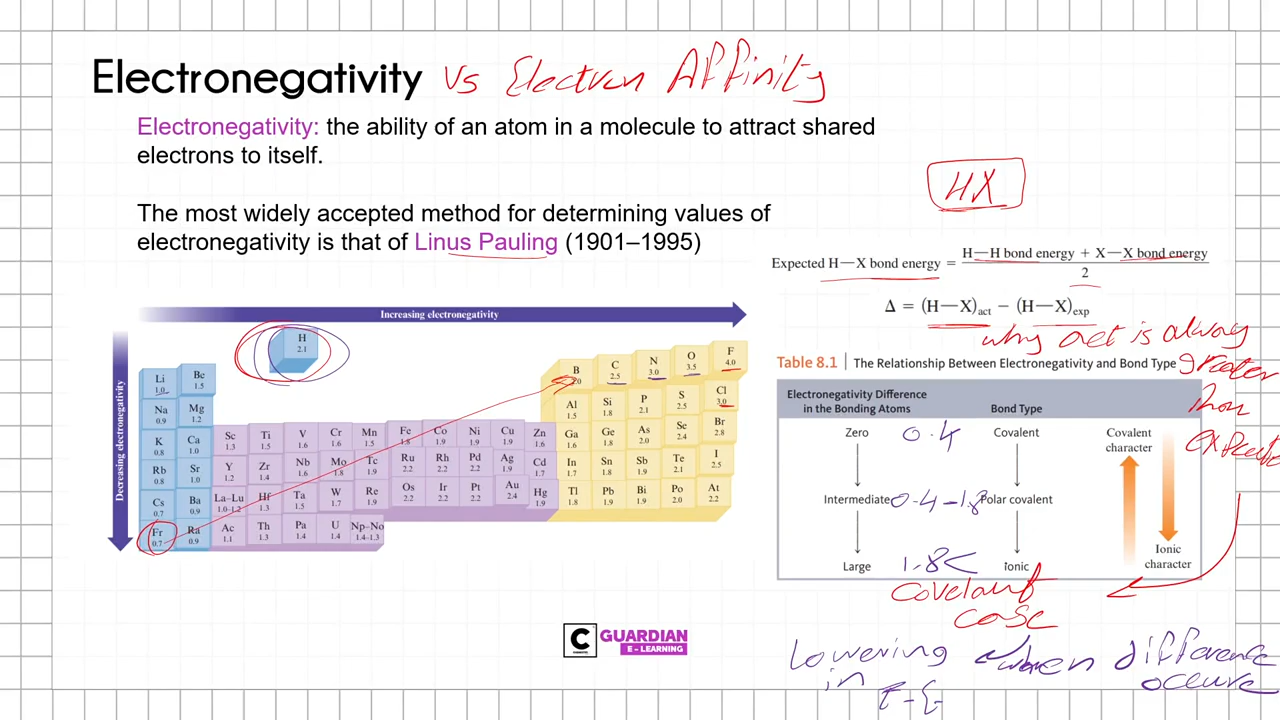 Electronegativity Vs Electron Affinity
Electronegativity: the ability of an atom in a molecule to attract shared
electrons to itself.
The most widely accepted method for determining values of
electronegativity is that of Linus Pauling (1901–1995)
HX
Expected H—X bond energy = H—H bond energy + X—X bond energy
2
Δ = (H—X)act − (H—X)exp
why act is always
greater
than
Increasing electronegativity
Decreasing electronegativity
H
2.1
Li Be B C N O F
1.0 1.5 2.0 2.5 3.0 3.5 4.0
Na Mg Al Si P S Cl
0.9 1.2 1.5 1.8 2.1 2.5 3.0
K Ca Sc Ti V Cr Mn Fe Co Ni Cu Zn Ga Ge As Se Br
0.8 1.0 1.3 1.5 1.6 1.6 1.5 1.8 1.9 1.9 1.9 1.6 1.6 1.8 2.0 2.4 2.8
Rb Sr Y Zr Nb Mo Tc Ru Rh Pd Ag Cd In Sn Sb Te I
0.8 1.0 1.2 1.4 1.6 1.8 1.9 2.2 2.2 2.2 1.9 1.7 1.7 1.8 1.9 2.1 2.5
Cs Ba La–Lu Hf Ta W Re Os Ir Pt Au Hg Tl Pb Bi Po At
0.7 0.9 1.0–1.2 1.3 1.5 1.7 1.9 2.2 2.2 2.2 2.4 1.9 1.8 1.9 1.9 2.0 2.2
Fr Ra Ac Th Pa U Np–No
0.7 0.9 1.1 1.3 1.4 1.4 1.4–1.3
Table 8.1 | The Relationship Between Electronegativity and Bond Type
Electronegativity Difference
in the Bonding Atoms
Bond Type
Zero 0.4 Covalent
Covalent
character
Intermediate 0.4-1.8 Polar covalent
Large 1.8< Ionic
Ionic
character
covelant
case
Lowering when difference
in occure
C
GUARDIAN
E - LEARNING